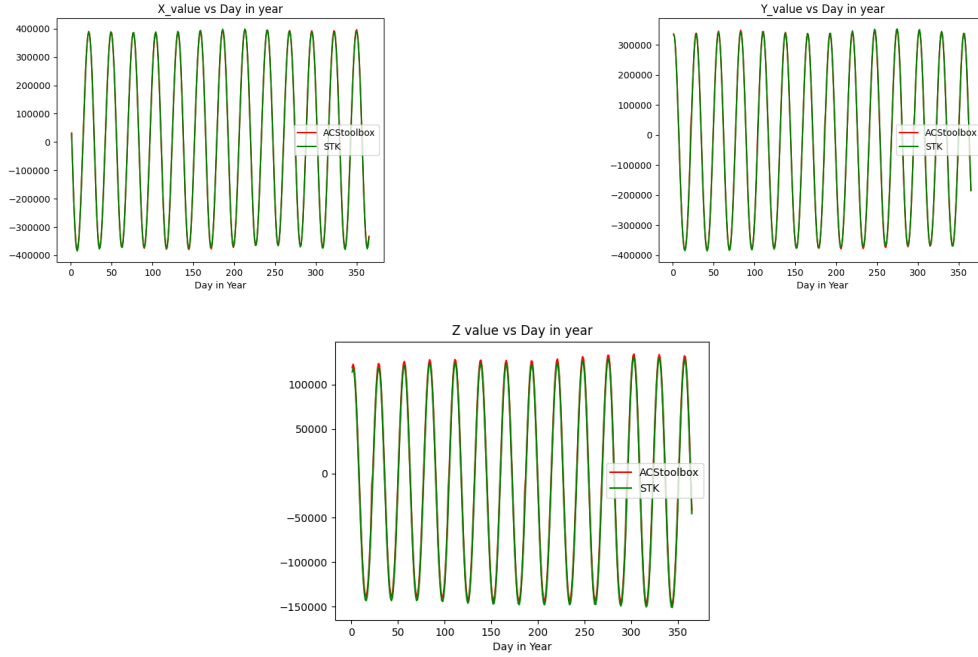 X_value vs Day in year
400000
300000
200000
100000
0
−100000
−200000
−300000
−400000
0 50 100 150 200 250 300 350
Day in Year
ACStoolbox
STK
Y_value vs Day in year
300000
200000
100000
0
−100000
−200000
−300000
−400000
0 50 100 150 200 250 300 350
Day in Year
ACStoolbox
STK
Z value vs Day in year
100000
50000
0
−50000
−100000
−150000
0 50 100 150 200 250 300 350
Day in Year
ACStoolbox
STK